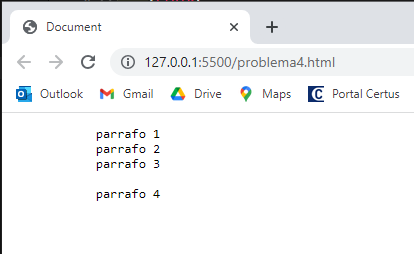 Document
127.0.0.1:5500/problema4.html
Outlook Gmail Drive Maps Portal Certus
parrafo 1
parrafo 2
parrafo 3
parrafo 4